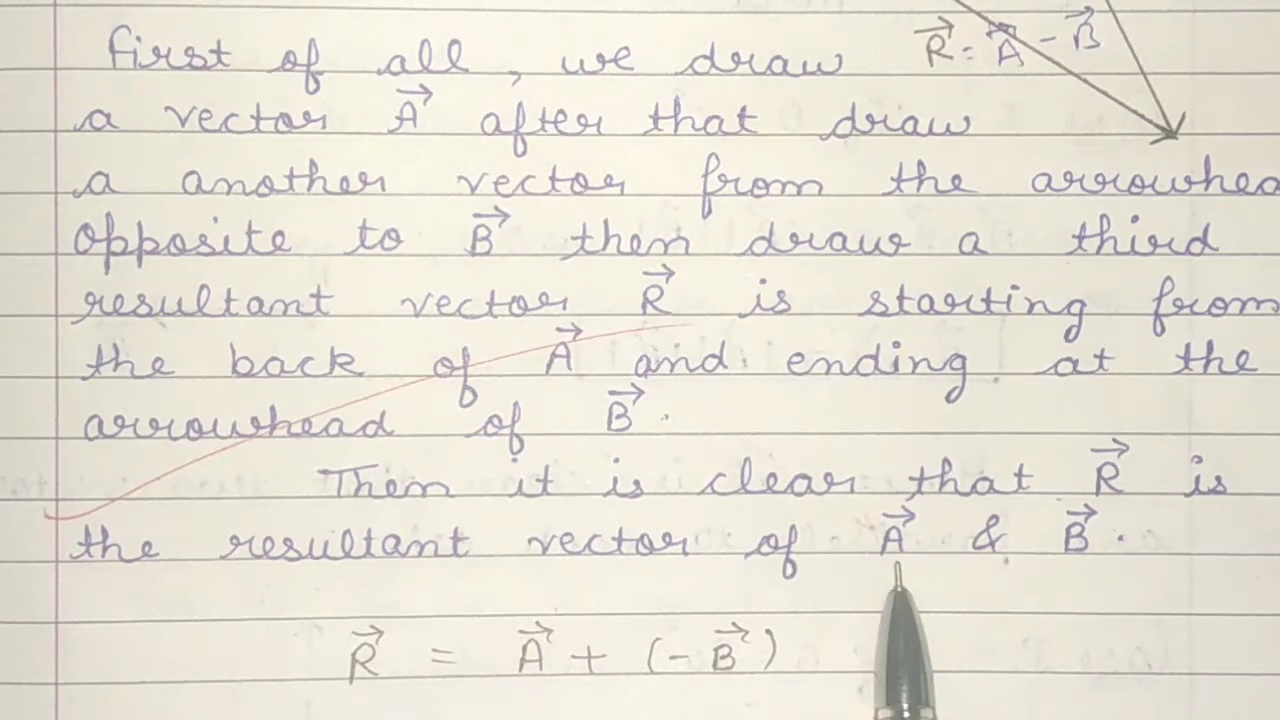 First of all, we draw
R⃗ = A⃗ - B⃗
a vector A⃗ after that draw
a another vector from the arrowhea
opposite to B⃗ then draw a third
resultant vector R⃗ is starting from
the back of A⃗ and ending at the
arrowhead of B⃗.
Then it is clear that R⃗ is
the resultant vector of A⃗ & B⃗.
R⃗ = A⃗ + (-B⃗)